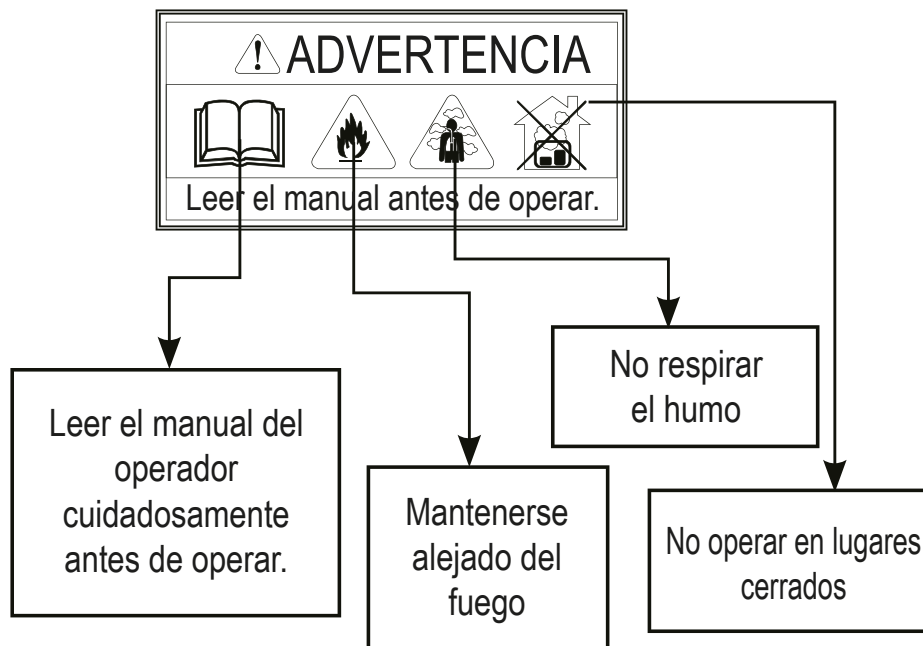 ADVERTENCIA
Leer el manual antes de operar.
No respirar
el humo
Leer el manual del
operador
cuidadosamente
antes de operar.
Mantenerse
alejado del
fuego
No operar en lugares
cerrados